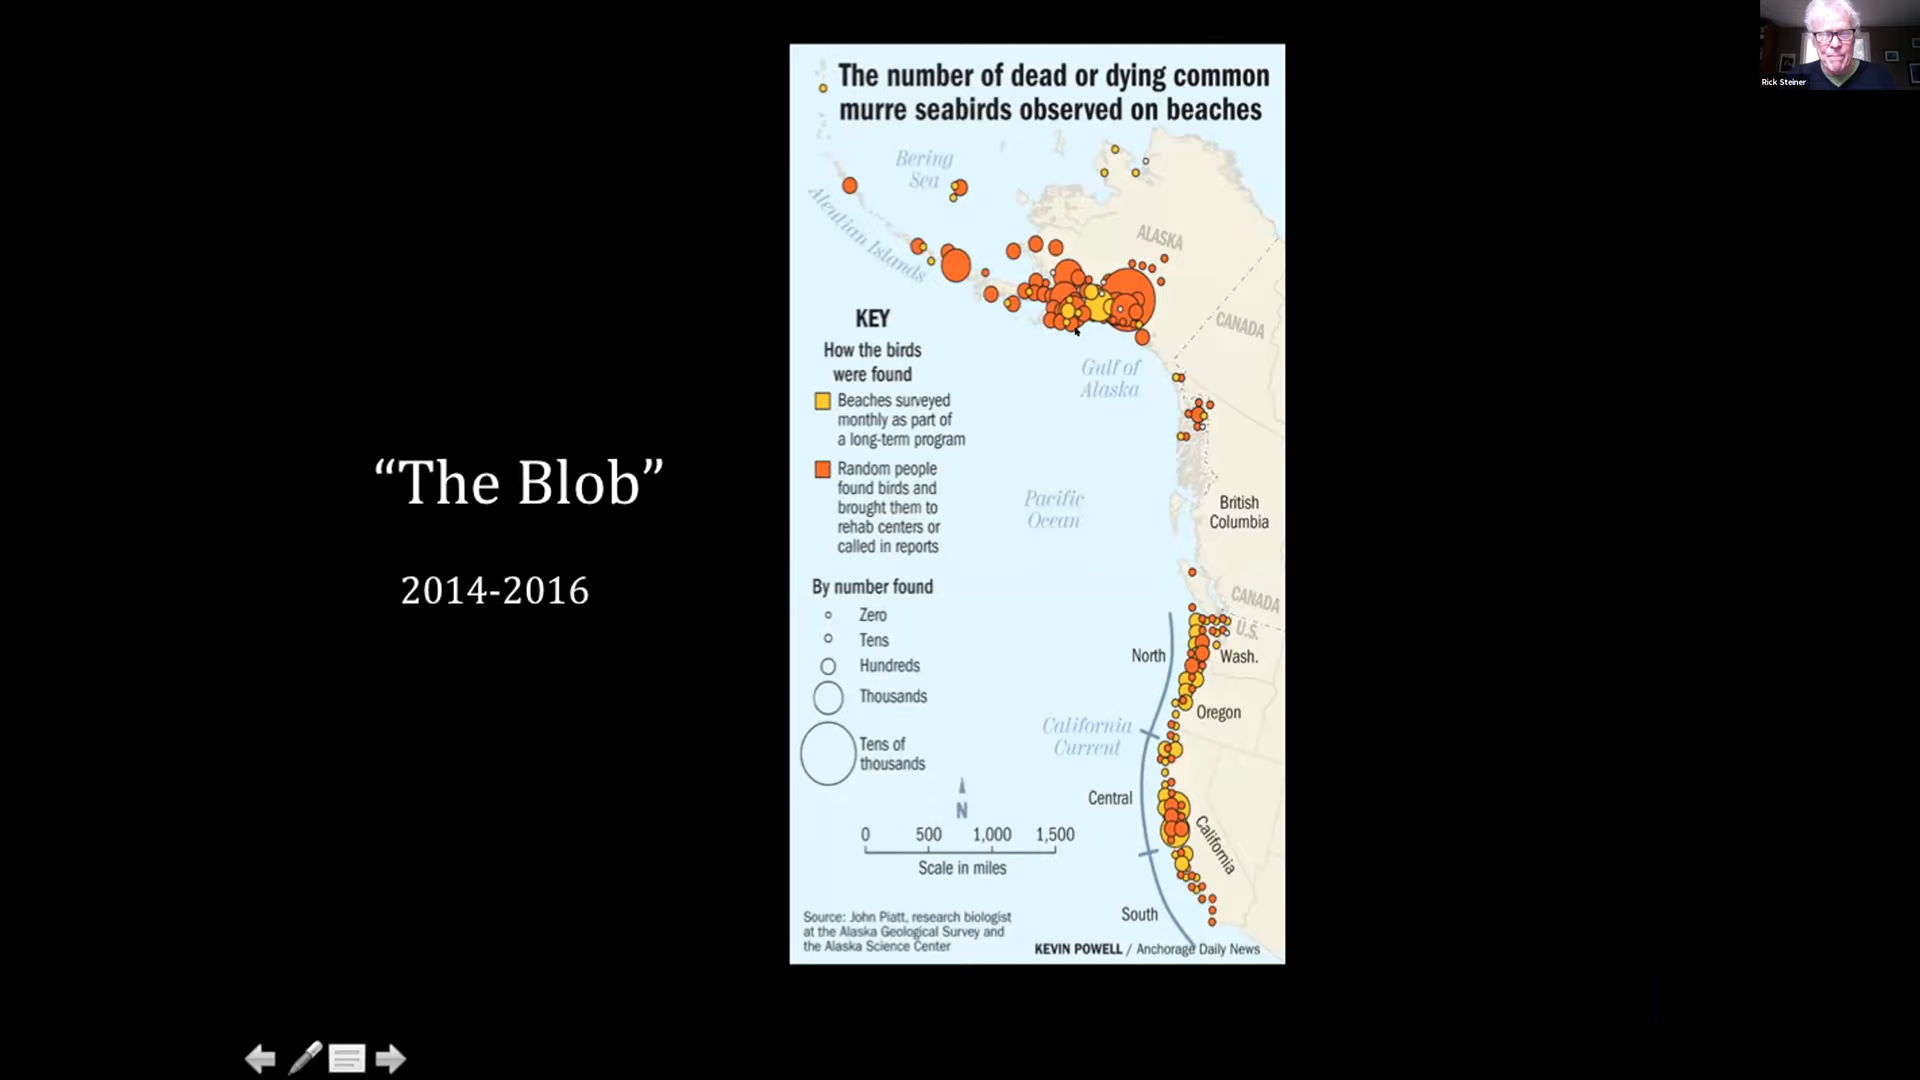 Rick Steiner
The number of dead or dying common
murre seabirds observed on beaches
Bering
Sea
Aleutian Islands
ALASKA
CANADA
KEY
How the birds
were found
Beaches surveyed
monthly as part of
a long-term program
Random people
found birds and
brought them to
rehab centers or
called in reports
Gulf of
Alaska
Pacific
Ocean
British
Columbia
“The Blob”
2014-2016
By number found
Zero
Tens
Hundreds
Thousands
Tens of
thousands
CANADA
U.S.
North
Wash.
Oregon
California
Current
Central
California
South
N
0 500 1,000 1,500
Scale in miles
Source: John Piatt, research biologist
at the Alaska Geological Survey and
the Alaska Science Center
KEVIN POWELL / Anchorage Daily News